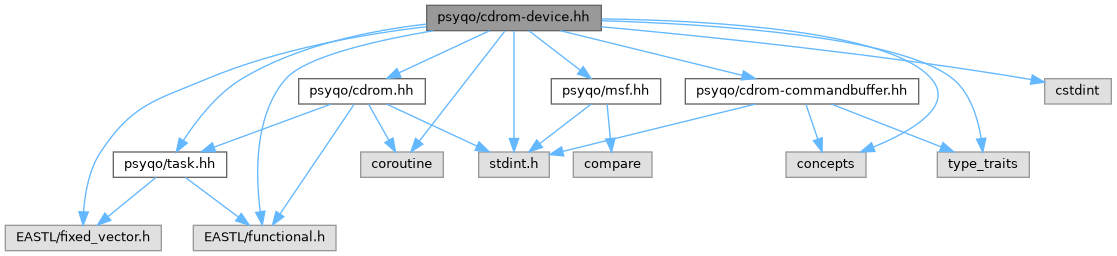 psyqo/cdrom-device.hh
psyqo/cdrom.hh
psyqo/msf.hh
psyqo/cdrom-commandbuffer.hh
cstdint
psyqo/task.hh
coroutine
stdint.h
compare
concepts
type_traits
EASTL/fixed_vector.h
EASTL/functional.h